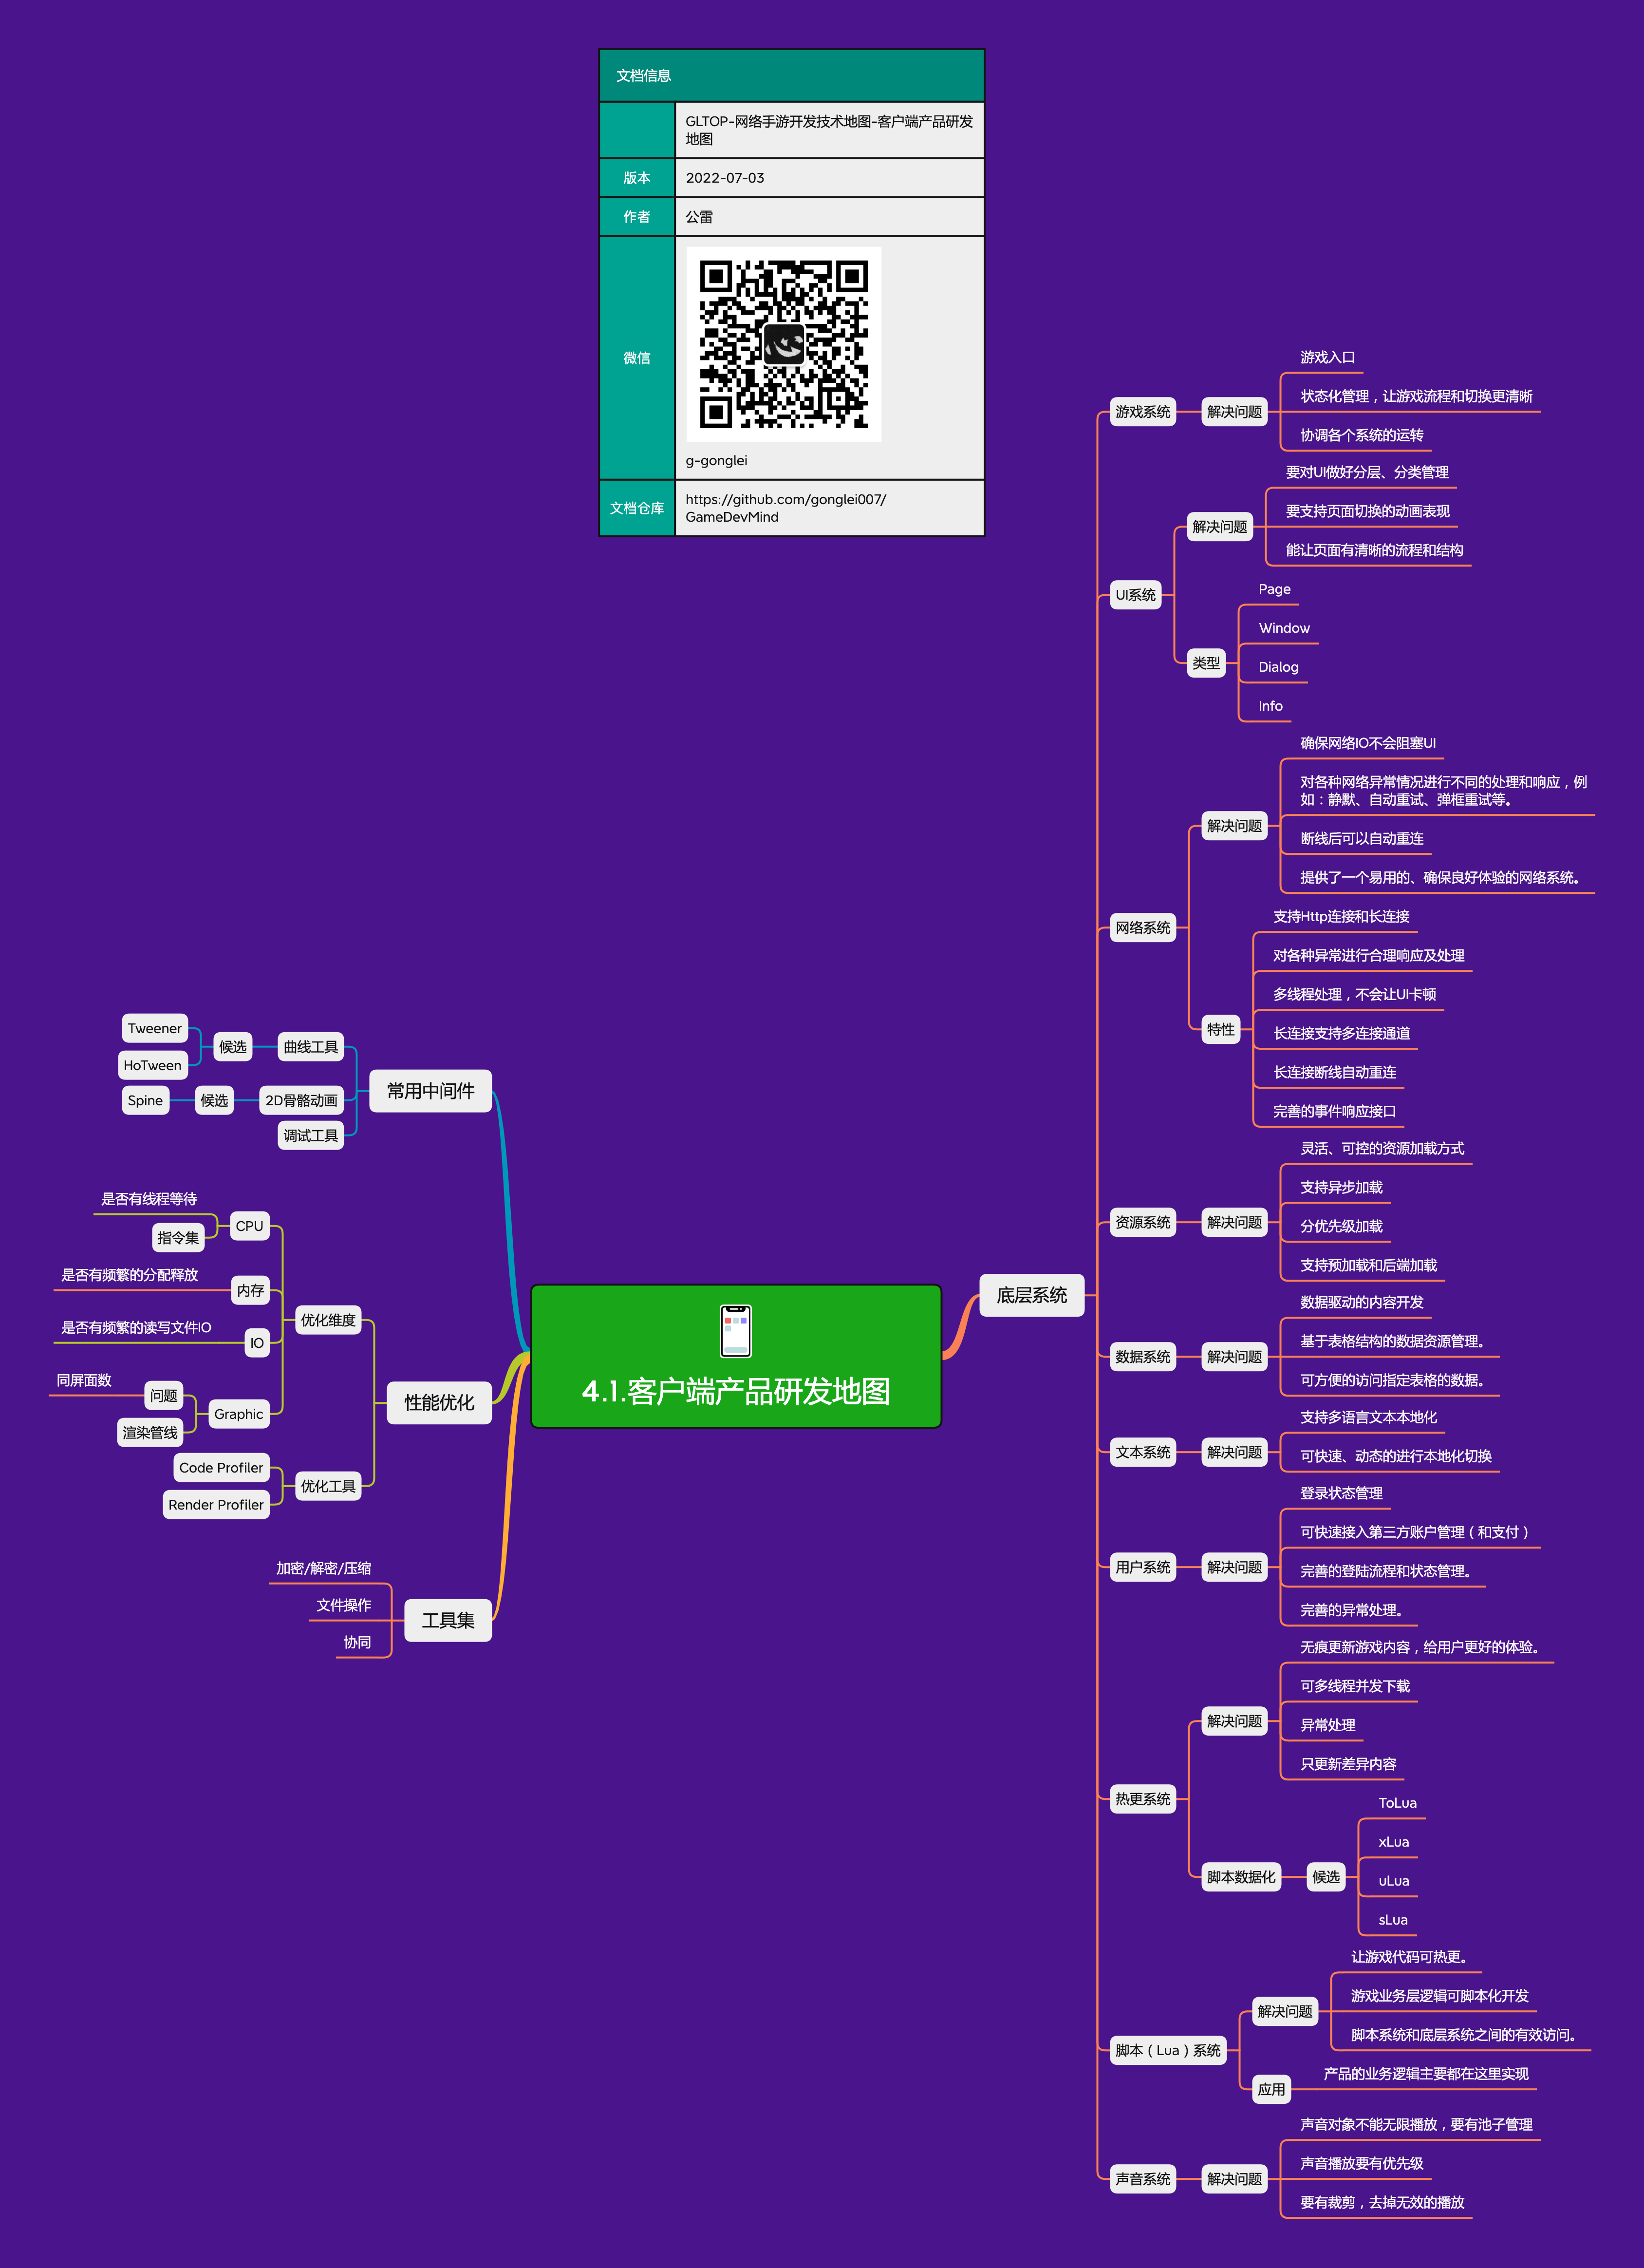 文档信息
GLTOP-网络手游开发技术地图-客户端产品研发
地图
版本
2022-07-03
作者
公雷
微信
g-gonglei
文档仓库
https://github.com/gonglei007/
GameDevMind
4.1.客户端产品研发地图
底层系统
游戏系统
解决问题
游戏入口
状态化管理，让游戏流程和切换更清晰
协调各个系统的运转
UI系统
解决问题
要对UI做好分层、分类管理
要支持页面切换的动画表现
能让页面有清晰的流程和结构
类型
Page
Window
Dialog
Info
网络系统
解决问题
确保网络IO不会阻塞UI
对各种网络异常情况进行不同的处理和响应，例
如：静默、自动重试、弹框重试等。
断线后可以自动重连
提供了一个易用的、确保良好体验的网络系统。
特性
支持Http连接和长连接
对各种异常进行合理响应及处理
多线程处理，不会让UI卡顿
长连接支持多连接通道
长连接断线自动重连
完善的事件响应接口
资源系统
解决问题
灵活、可控的资源加载方式
支持异步加载
分优先级加载
支持预加载和后端加载
数据系统
解决问题
数据驱动的内容开发
基于表格结构的数据资源管理。
可方便的访问指定表格的数据。
文本系统
解决问题
支持多语言文本本地化
可快速、动态的进行本地化切换
用户系统
解决问题
登录状态管理
可快速接入第三方账户管理（和支付）
完善的登陆流程和状态管理。
完善的异常处理。
热更系统
解决问题
无痕更新游戏内容，给用户更好的体验。
可多线程并发下载
异常处理
只更新差异内容
脚本数据化
候选
ToLua
xLua
uLua
sLua
脚本（Lua）系统
解决问题
让游戏代码可热更。
游戏业务层逻辑可脚本化开发
脚本系统和底层系统之间的有效访问。
应用
产品的业务逻辑主要都在这里实现
声音系统
解决问题
声音对象不能无限播放，要有池子管理
声音播放要有优先级
要有裁剪，去掉无效的播放
常用中间件
曲线工具
候选
Tweener
HoTween
2D骨骼动画
候选
Spine
调试工具
性能优化
优化维度
CPU
是否有线程等待
指令集
内存
是否有频繁的分配释放
IO
是否有频繁的读写文件IO
Graphic
问题
同屏面数
渲染管线
优化工具
Code Profiler
Render Profiler
工具集
加密/解密/压缩
文件操作
协同